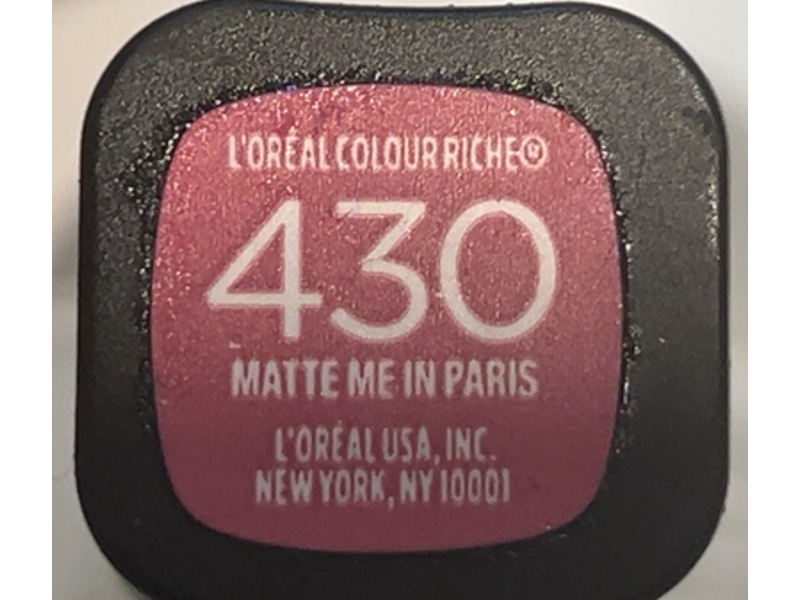 L'ORÉAL COLOUR RICHE®
430
MATTE ME IN PARIS
L'ORÉAL USA, INC.
NEW YORK, NY 10001